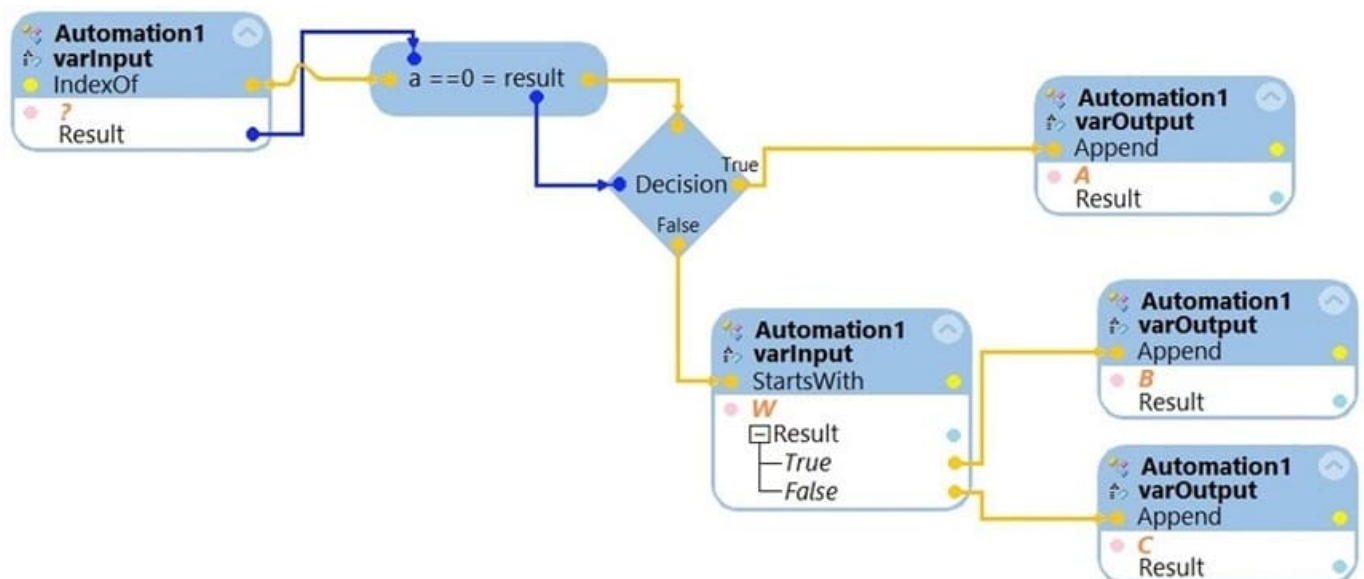 Automation1
varInput
IndexOf
?
Result
a ==0 = result
Decision
True
False
Automation1
varOutput
Append
A
Result
Automation1
varInput
StartsWith
W
Result
True
False
Automation1
varOutput
Append
B
Result
Automation1
varOutput
Append
C
Result